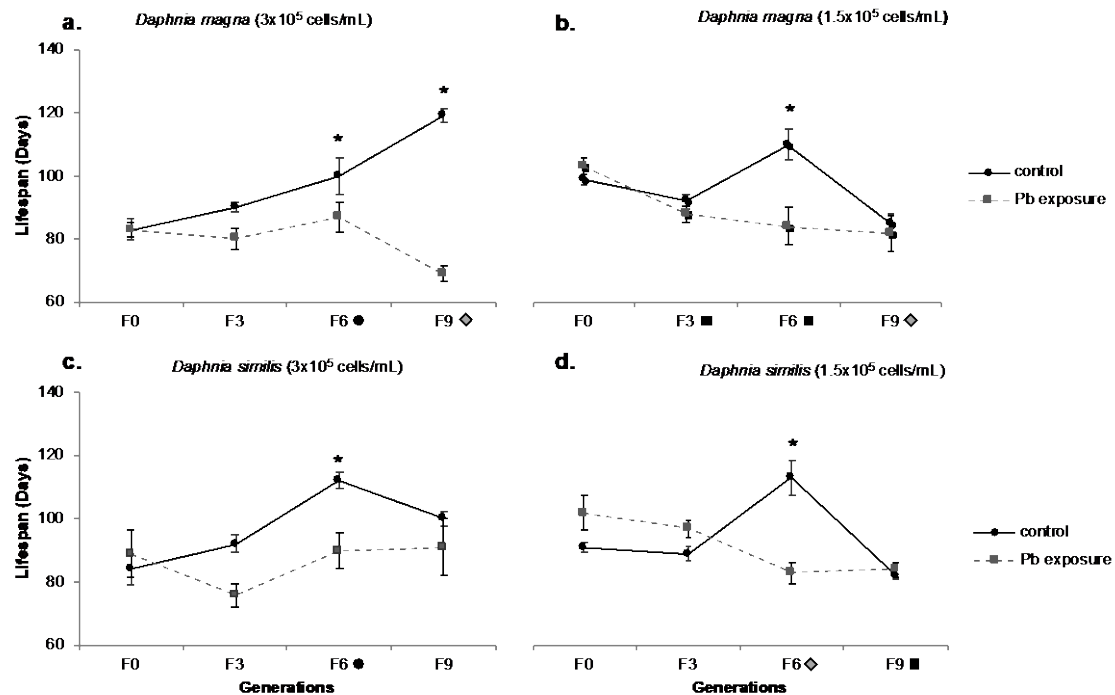 a. Daphnia magna (3x10⁵ cells/mL)
b. Daphnia magna (1.5x10⁵ cells/mL)
140
120
100
80
60
Lifespan (Days)
* *
*
control
Pb exposure
F0 F3 F6 F9
F0 F3 F6 F9
c. Daphnia similis (3x10⁵ cells/mL)
d. Daphnia similis (1.5x10⁵ cells/mL)
140
120
100
80
60
Lifespan (Days)
*
*
control
Pb exposure
F0 F3 F6 F9
F0 F3 F6 F9
Generations
Generations